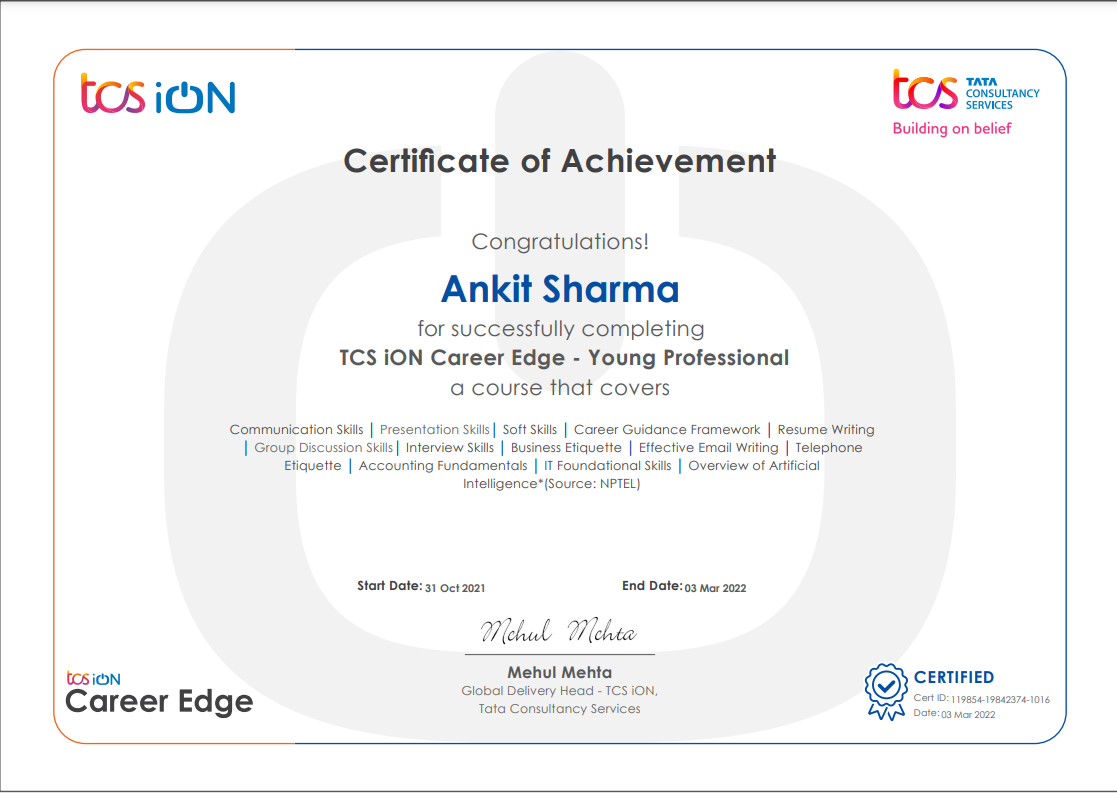 tcs iON
tcs TATA
CONSULTANCY
SERVICES
Building on belief
Certificate of Achievement
Congratulations!
Ankit Sharma
for successfully completing
TCS iON Career Edge - Young Professional
a course that covers
Communication Skills | Presentation Skills | Soft Skills | Career Guidance Framework | Resume Writing
| Group Discussion Skills | Interview Skills | Business Etiquette | Effective Email Writing | Telephone
Etiquette | Accounting Fundamentals | IT Foundational Skills | Overview of Artificial
Intelligence*(Source: NPTEL)
Start Date: 31 Oct 2021 End Date: 03 Mar 2022
Mehul Mehta
Mehul Mehta
Global Delivery Head - TCS iON,
Tata Consultancy Services
tcs iON
Career Edge
CERTIFIED
Cert ID: 119854-19842374-1016
Date: 03 Mar 2022